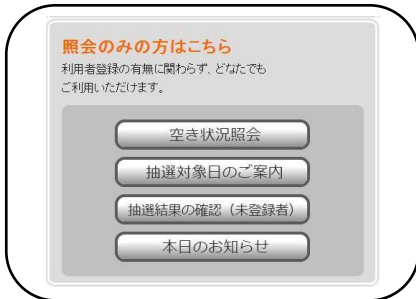 照会のみの方はこちら
利用者登録の有無に関わらず、どなたでも
ご利用いただけます。
空き状況照会
抽選対象日のご案内
抽選結果の確認（未登録者）
本日のお知らせ